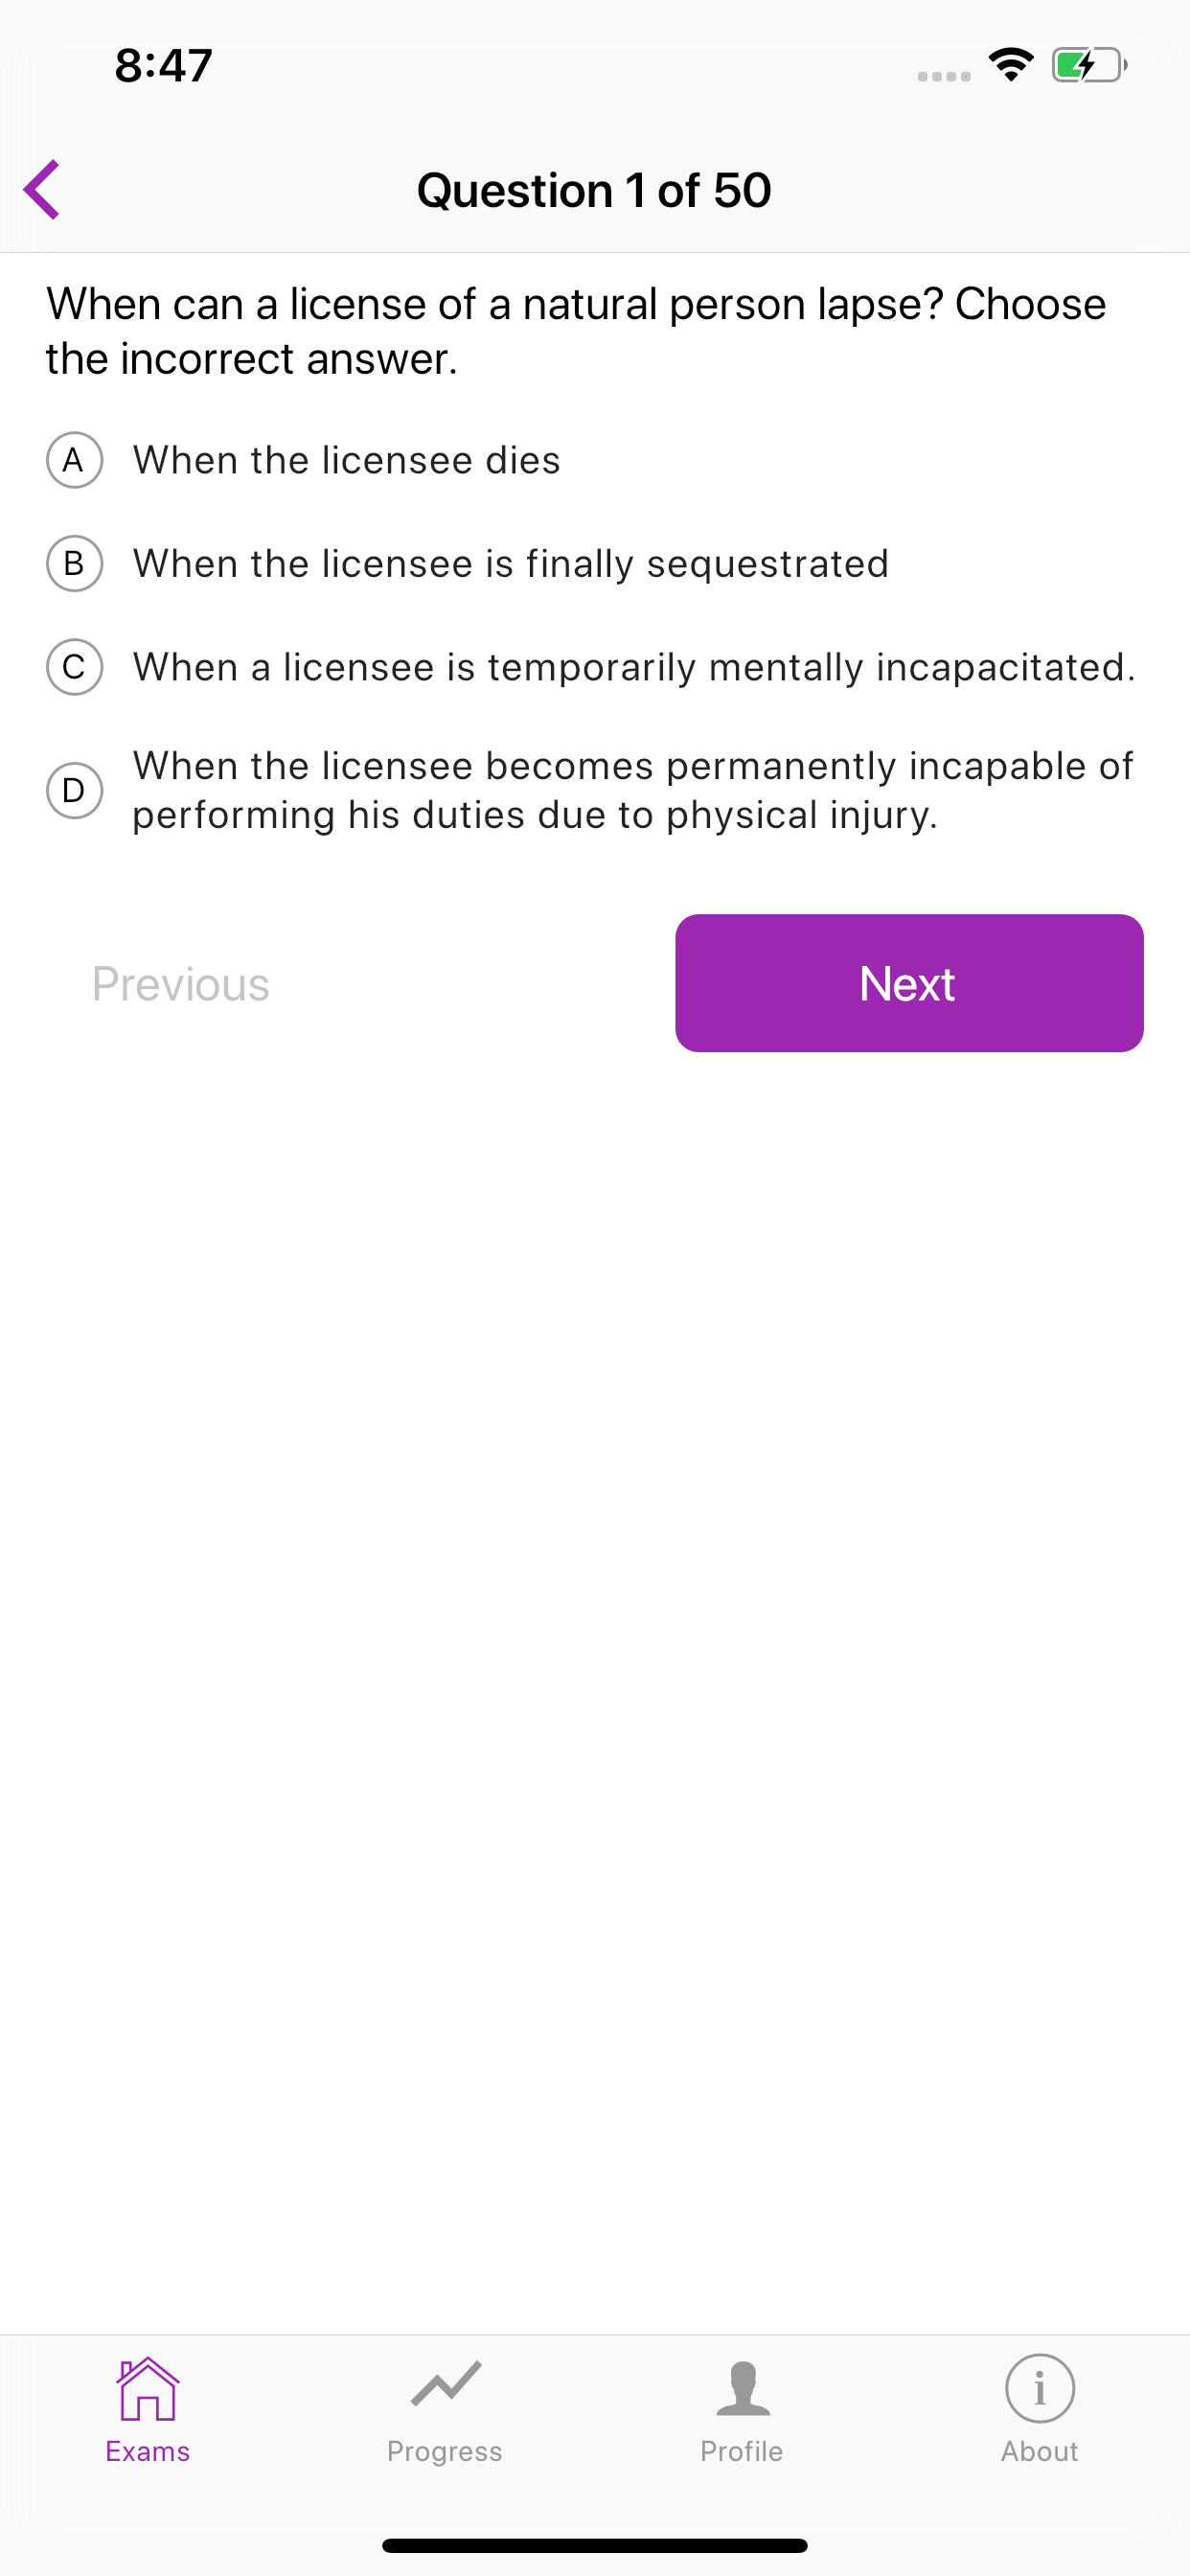 8:47
Question 1 of 50
When can a license of a natural person lapse? Choose
the incorrect answer.
A When the licensee dies
B When the licensee is finally sequestrated
C When a licensee is temporarily mentally incapacitated.
D When the licensee becomes permanently incapable of
performing his duties due to physical injury.
Previous Next
Exams Progress Profile About